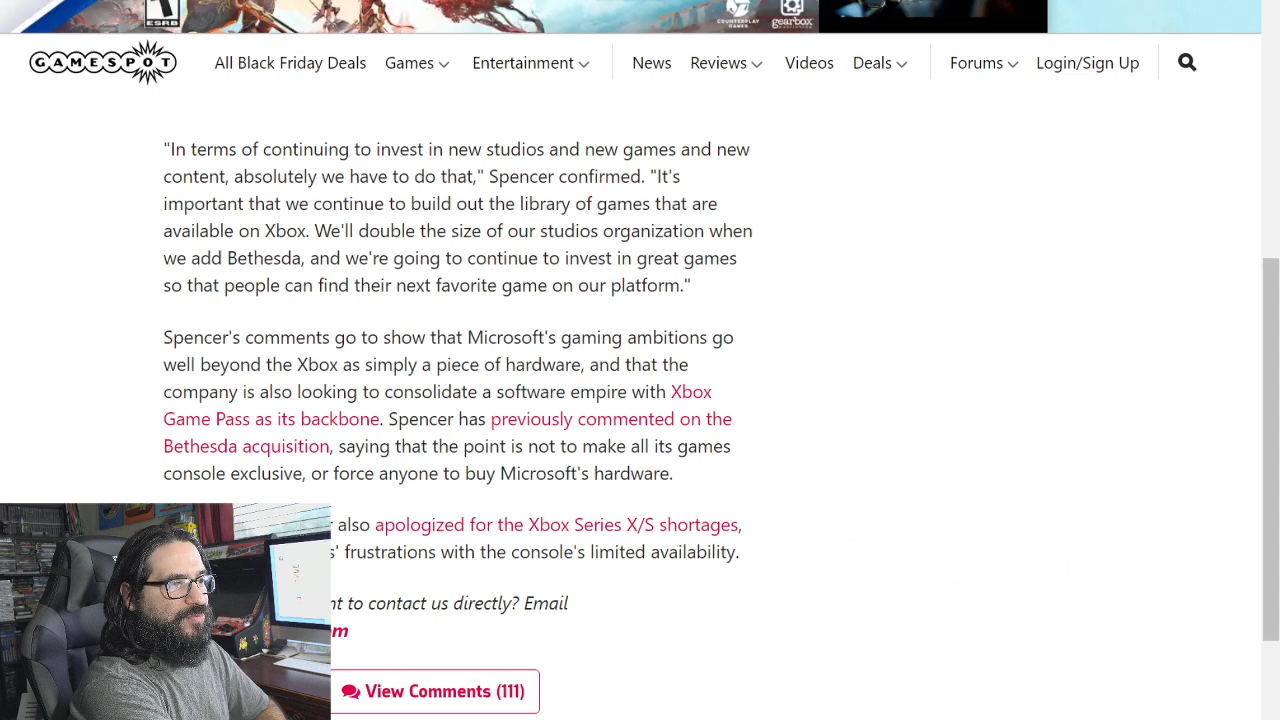 ESRB
COUNTERPLAY
GAMES
gearbox
GAMESPOT
All Black Friday Deals
Games
Entertainment
News
Reviews
Videos
Deals
Forums
Login/Sign Up
"In terms of continuing to invest in new studios and new games and new
content, absolutely we have to do that," Spencer confirmed. "It's
important that we continue to build out the library of games that are
available on Xbox. We'll double the size of our studios organization when
we add Bethesda, and we're going to continue to invest in great games
so that people can find their next favorite game on our platform."
Spencer's comments go to show that Microsoft's gaming ambitions go
well beyond the Xbox as simply a piece of hardware, and that the
company is also looking to consolidate a software empire with Xbox
Game Pass as its backbone. Spencer has previously commented on the
Bethesda acquisition, saying that the point is not to make all its games
console exclusive, or force anyone to buy Microsoft's hardware.
also apologized for the Xbox Series X/S shortages,
s' frustrations with the console's limited availability.
nt to contact us directly? Email
m
View Comments (111)